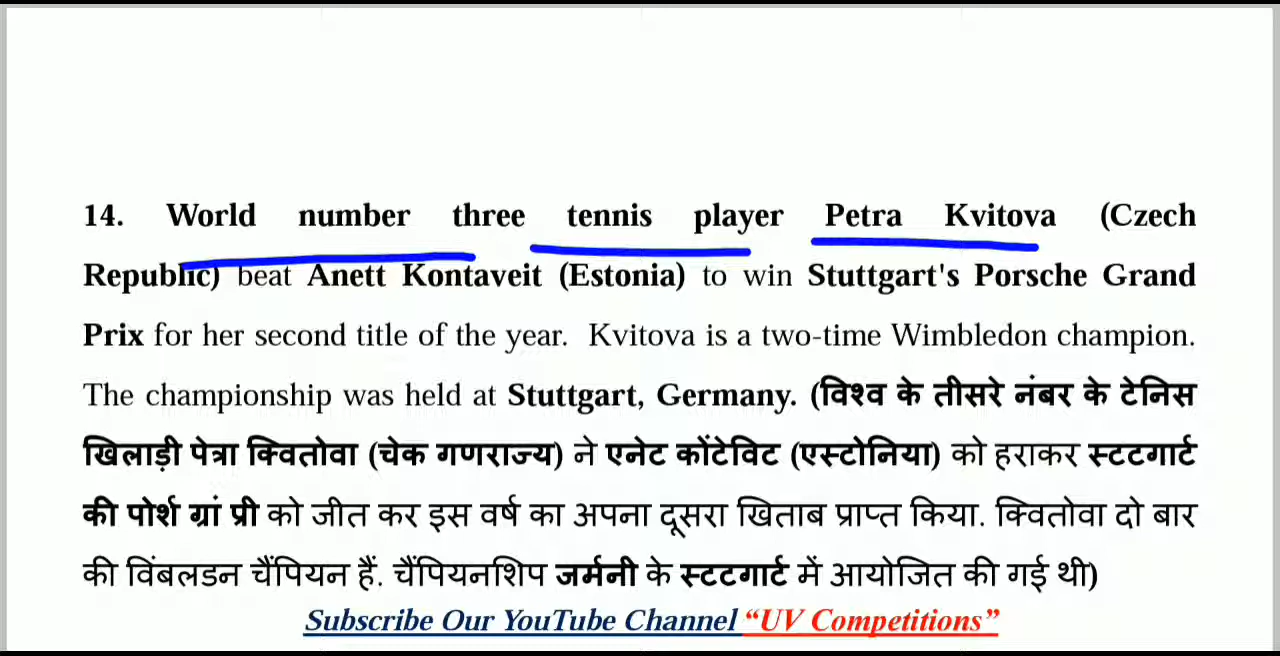 14. World number three tennis player Petra Kvitova (Czech
Republic) beat Anett Kontaveit (Estonia) to win Stuttgart's Porsche Grand
Prix for her second title of the year. Kvitova is a two-time Wimbledon champion.
The championship was held at Stuttgart, Germany. (विश्व के तीसरे नंबर के टेनिस
खिलाड़ी पेत्रा क्वितोवा (चेक गणराज्य) ने एनेट कोंटेविट (एस्टोनिया) को हराकर स्टटगार्ट
की पोर्श ग्रां प्री को जीत कर इस वर्ष का अपना दूसरा खिताब प्राप्त किया. क्वितोवा दो बार
की विंबलडन चैंपियन हैं. चैंपियनशिप जर्मनी के स्टटगार्ट में आयोजित की गई थी)
Subscribe Our YouTube Channel “UV Competitions”